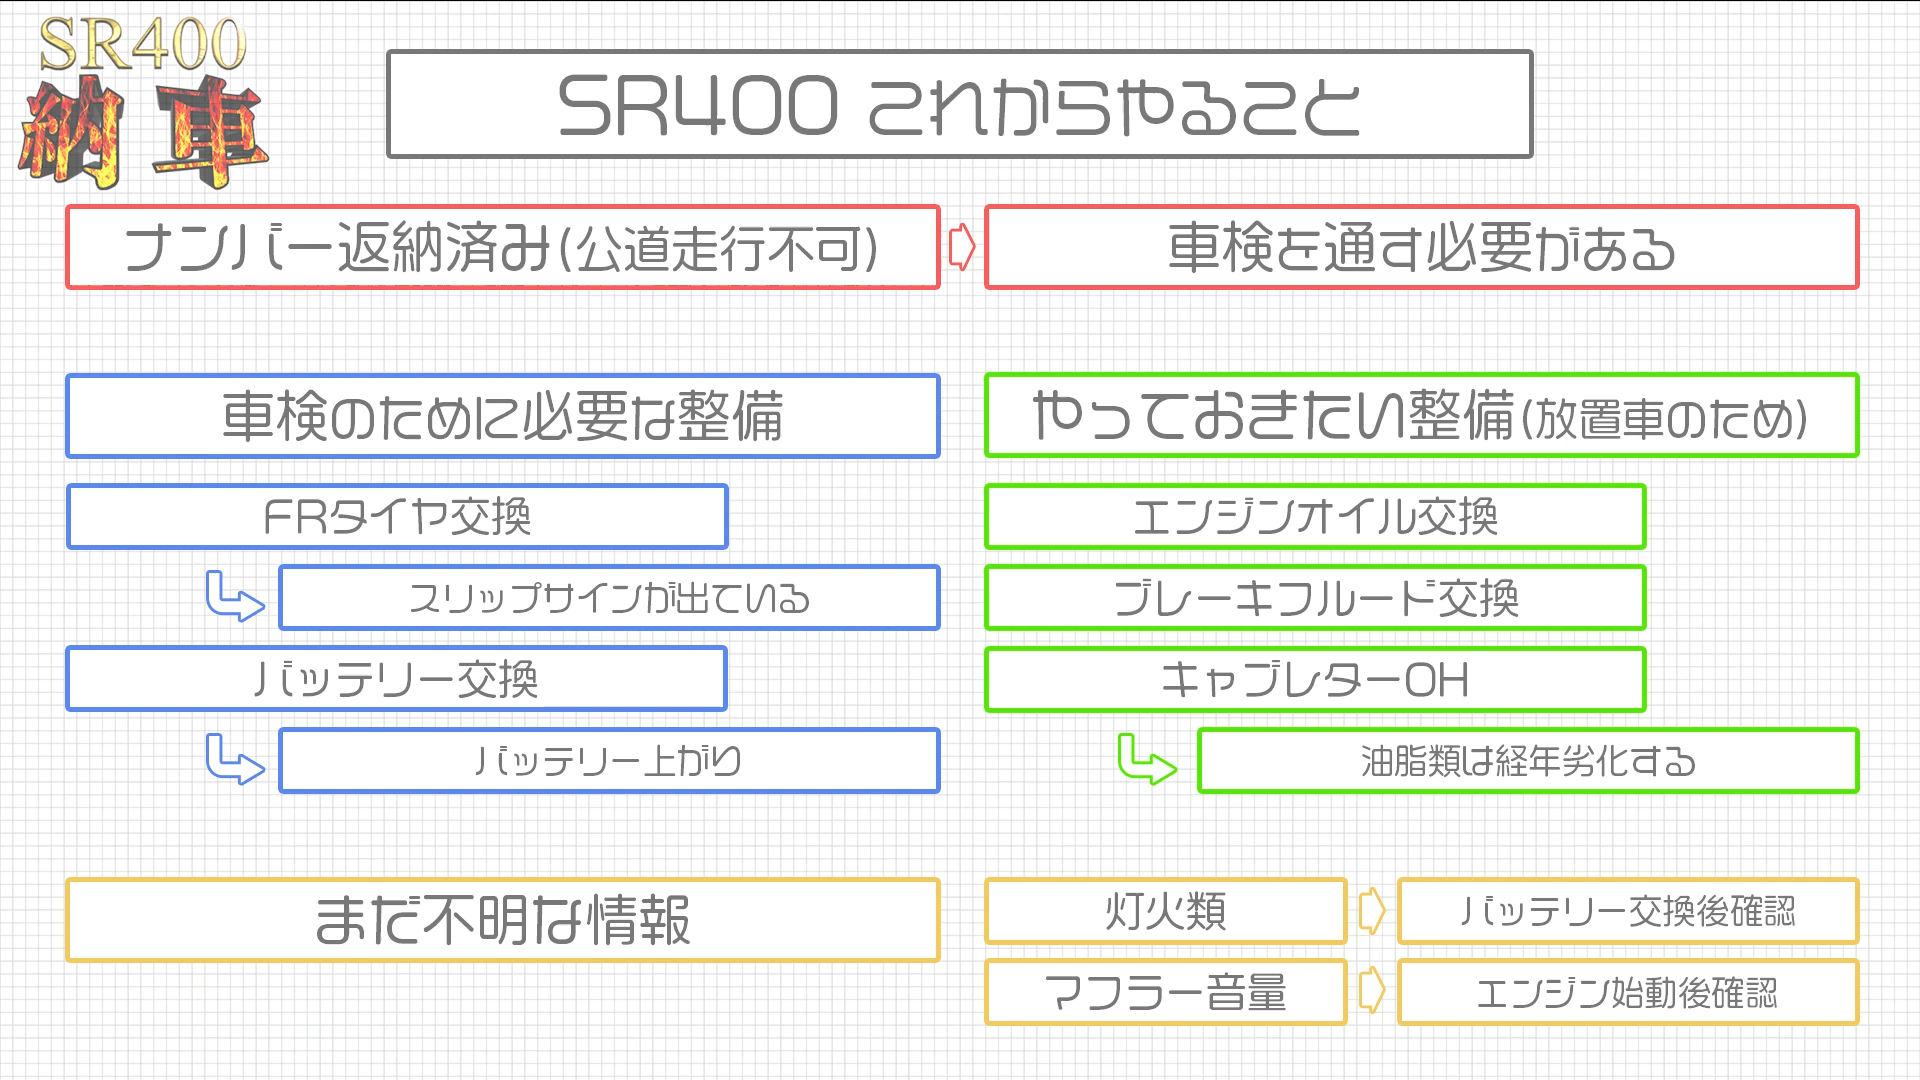 SR400
納車
SR400 これからやること
ナンバー返納済み(公道走行不可)
車検を通す必要がある
車検のために必要な整備
FRタイヤ交換
スリップサインが出ている
バッテリー交換
バッテリー上がり
やっておきたい整備(放置車のため)
エンジンオイル交換
ブレーキフルード交換
キャブレターOH
油脂類は経年劣化する
まだ不明な情報
灯火類
バッテリー交換後確認
マフラー音量
エンジン始動後確認